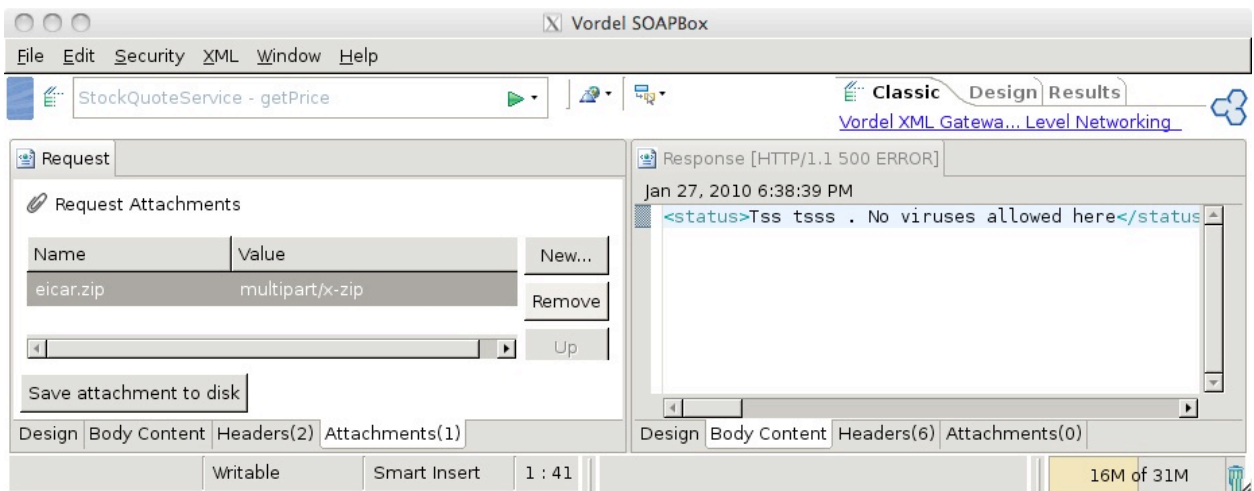 Vordel SOAPBox
File Edit Security XML Window Help
StockQuoteService - getPrice
Classic Design Results
Vordel XML Gatewa... Level Networking
Request
Request Attachments
Name Value
eicar.zip multipart/x-zip
New...
Remove
Up
Save attachment to disk
Design Body Content Headers(2) Attachments(1)
Response [HTTP/1.1 500 ERROR]
Jan 27, 2010 6:38:39 PM
<status>Tss tsss . No viruses allowed here</status
Design Body Content Headers(6) Attachments(0)
Writable Smart Insert 1 : 41 16M of 31M